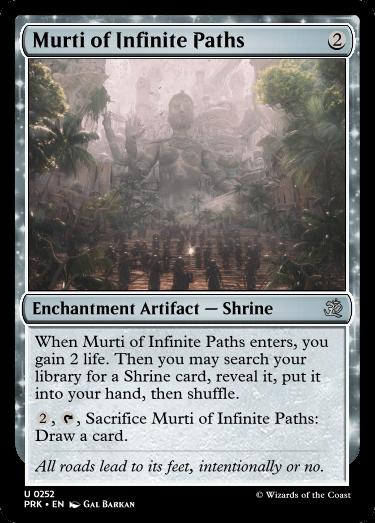 Murti of Infinite Paths 2
Enchantment Artifact — Shrine
When Murti of Infinite Paths enters, you
gain 2 life. Then you may search your
library for a Shrine card, reveal it, put it
into your hand, then shuffle.
2, , Sacrifice Murti of Infinite Paths:
Draw a card.
All roads lead to its feet, intentionally or no.
U 0252
PRK • EN Gal Barkan
© Wizards of the Coast